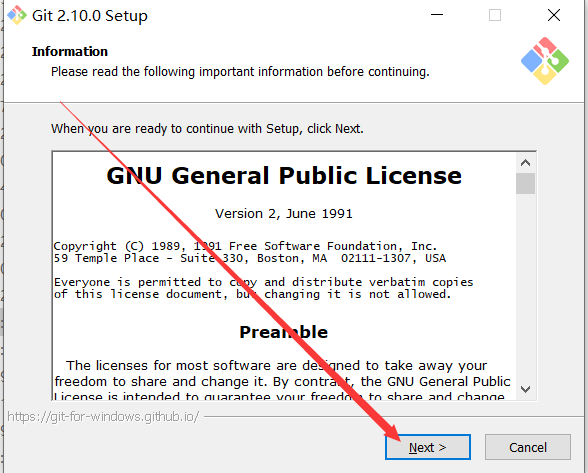 Git 2.10.0 Setup
Information
Please read the following important information before continuing.
When you are ready to continue with Setup, click Next.
GNU General Public License
Version 2, June 1991
Copyright (C) 1989, 1991 Free Software Foundation, Inc.
59 Temple Place - Suite 330, Boston, MA  02111-1307, USA
Everyone is permitted to copy and distribute verbatim copies
of this license document, but changing it is not allowed.
Preamble
The licenses for most software are designed to take away your
freedom to share and change it. By contrast, the GNU General Public
License is intended to guarantee your freedom to share and change
https://git-for-windows.github.io/
Next >
Cancel